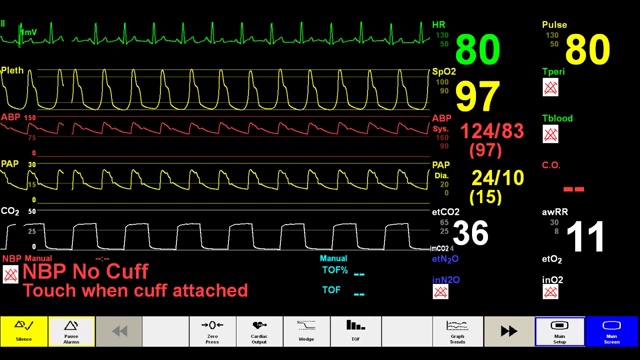 II
1mV
HR
130
50
80
Pulse
130
50
80
Pleth
SpO2
100
90
97
Tperi
ABP 150
75
0
ABP
Sys.
160
90
124/83
(97)
Tblood
PAP 30
15
0
PAP
Dia.
20
0
24/10
(15)
C.O.
--
CO2 50
25
0
etCO2
65
25
36
imCO2 4
awRR
30
8
11
NBP Manual --:--
NBP No Cuff
Touch when cuff attached
Manual
TOF% --
TOF --
etN2O
inN2O
etO2
inO2
Silence
Pause
Alarms
Zero
Press
Cardiac
Output
Wedge
TOF
Graph
Trends
Main
Setup
Main
Screen